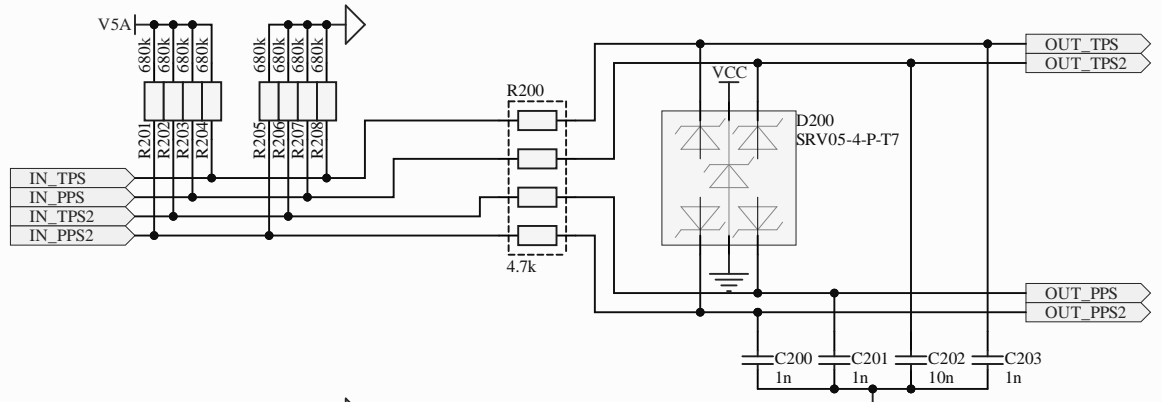 V5A
680k
680k
680k
680k
680k
680k
680k
680k
R201
R202
R203
R204
R205
R206
R207
R208
IN_TPS
IN_PPS
IN_TPS2
IN_PPS2
R200
4.7k
VCC
D200
SRV05-4-P-T7
OUT_TPS
OUT_TPS2
OUT_PPS
OUT_PPS2
C200
1n
C201
1n
C202
10n
C203
1n